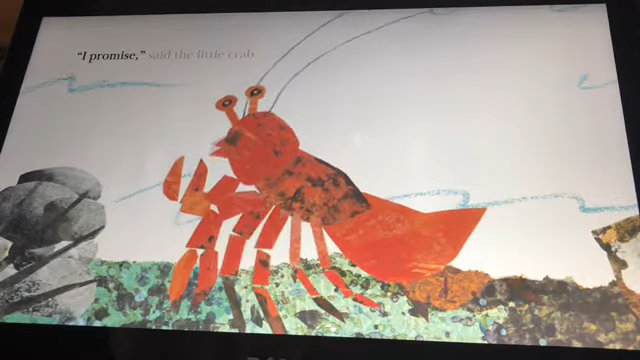 “I promise,” said the little crab.